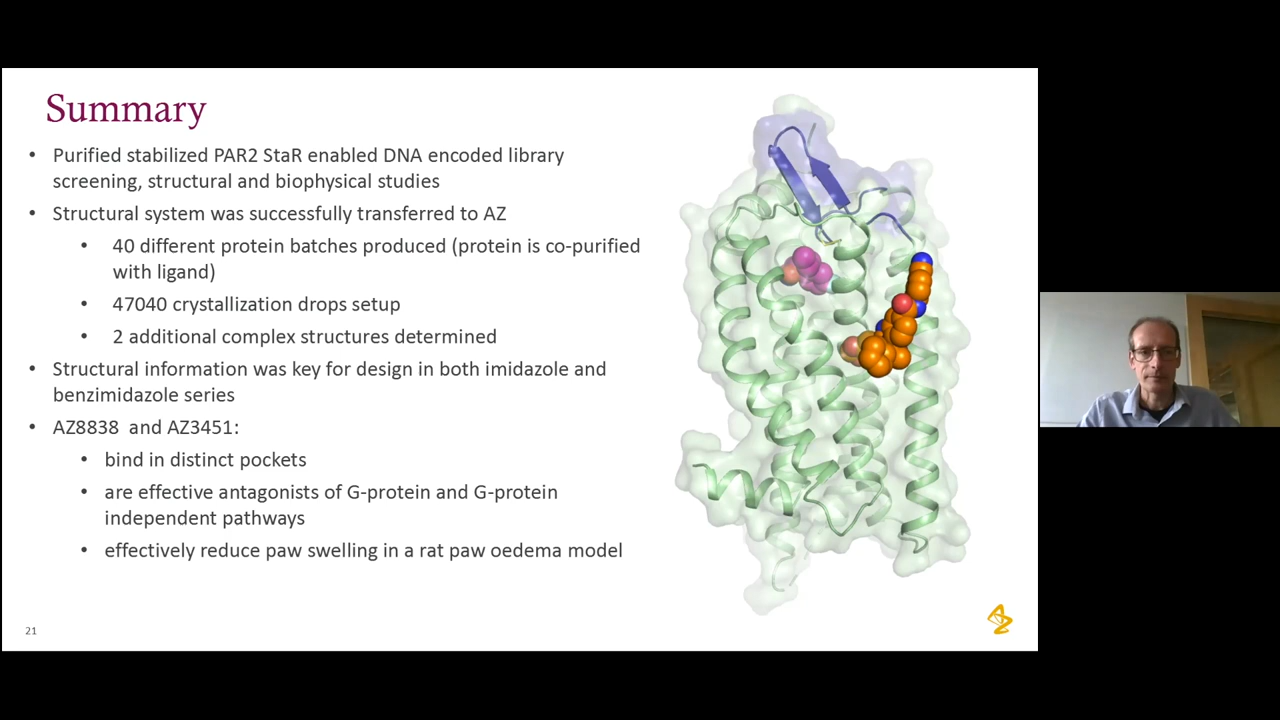 Summary
• Purified stabilized PAR2 StaR enabled DNA encoded library
screening, structural and biophysical studies
• Structural system was successfully transferred to AZ
• 40 different protein batches produced (protein is co-purified
with ligand)
• 47040 crystallization drops setup
• 2 additional complex structures determined
• Structural information was key for design in both imidazole and
benzimidazole series
• AZ8838 and AZ3451:
• bind in distinct pockets
• are effective antagonists of G-protein and G-protein
independent pathways
• effectively reduce paw swelling in a rat paw oedema model
21